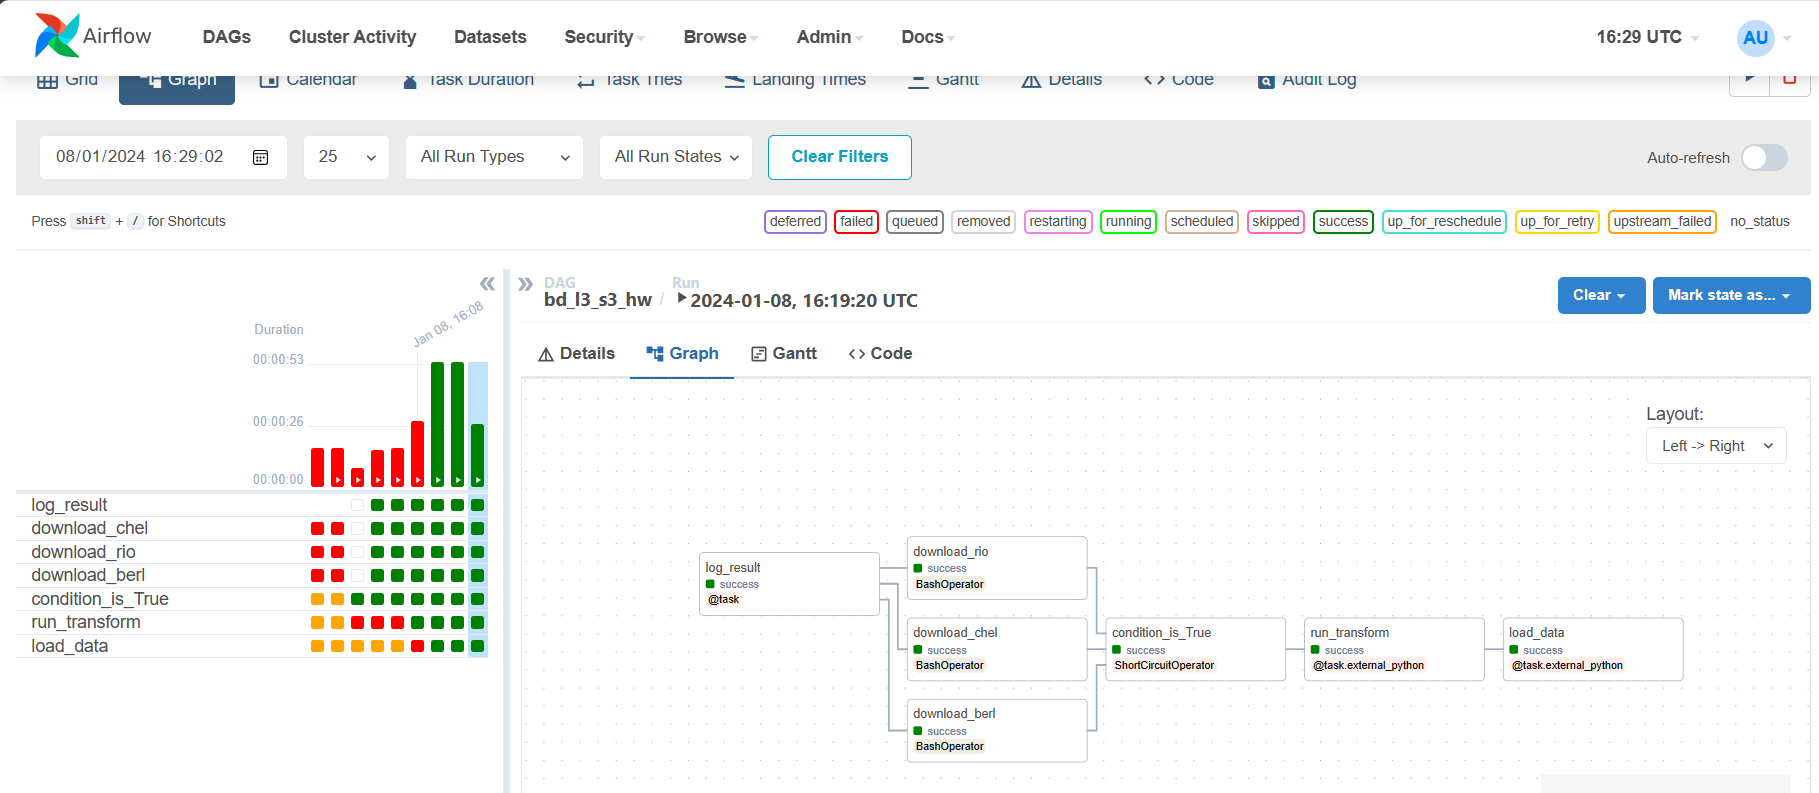 Airflow
DAGs Cluster Activity Datasets Security Browse Admin Docs 16:29 UTC AU
Grid Graph Calendar Task Duration Task Tries Landing Times Gantt Details Code Audit Log
08/01/2024 16:29:02 25 All Run Types All Run States Clear Filters Auto-refresh
Press shift + / for Shortcuts deferred failed queued removed restarting running scheduled skipped success up_for_reschedule up_for_retry upstream_failed no_status
Jan 08, 16:08
Duration
00:00:53
00:00:26
00:00:00
log_result
download_chel
download_rio
download_berl
condition_is_True
run_transform
load_data
DAG Run
bd_l3_s3_hw / 2024-01-08, 16:19:20 UTC
Clear Mark state as...
Details Graph Gantt Code
Layout:
Left -> Right
log_result
success
@task
download_rio
success
BashOperator
download_chel
success
BashOperator
download_berl
success
BashOperator
condition_is_True
success
ShortCircuitOperator
run_transform
success
@task.external_python
load_data
success
@task.external_python